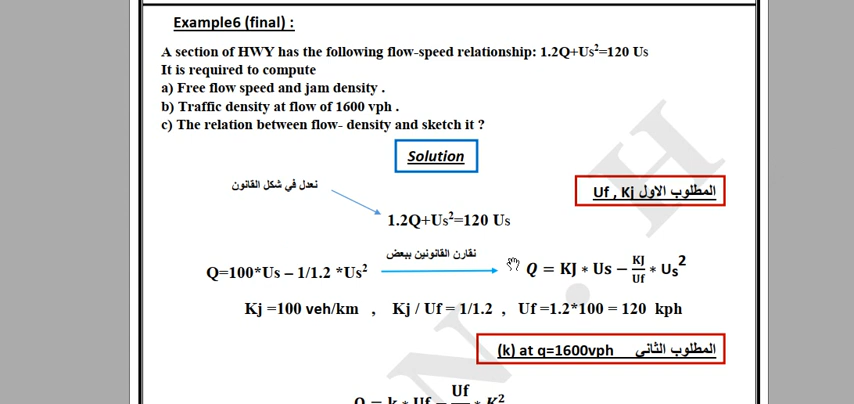 Example6 (final) :
A section of HWY has the following flow-speed relationship: 1.2Q+Us²=120 Us
It is required to compute
a) Free flow speed and jam density .
b) Traffic density at flow of 1600 vph .
c) The relation between flow- density and sketch it ?
Solution
نعدل في شكل القانون
المطلوب الاول Uf , Kj
1.2Q+Us²=120 Us
نقارن القانونين ببعض
Q=100*Us – 1/1.2 *Us²
Q = KJ * Us − KJ/Uf * Us²
Kj =100 veh/km , Kj / Uf = 1/1.2 , Uf =1.2*100 = 120 kph
المطلوب الثاني (k) at q=1600vph
Q = k * Uf − Uf * K²
N . H